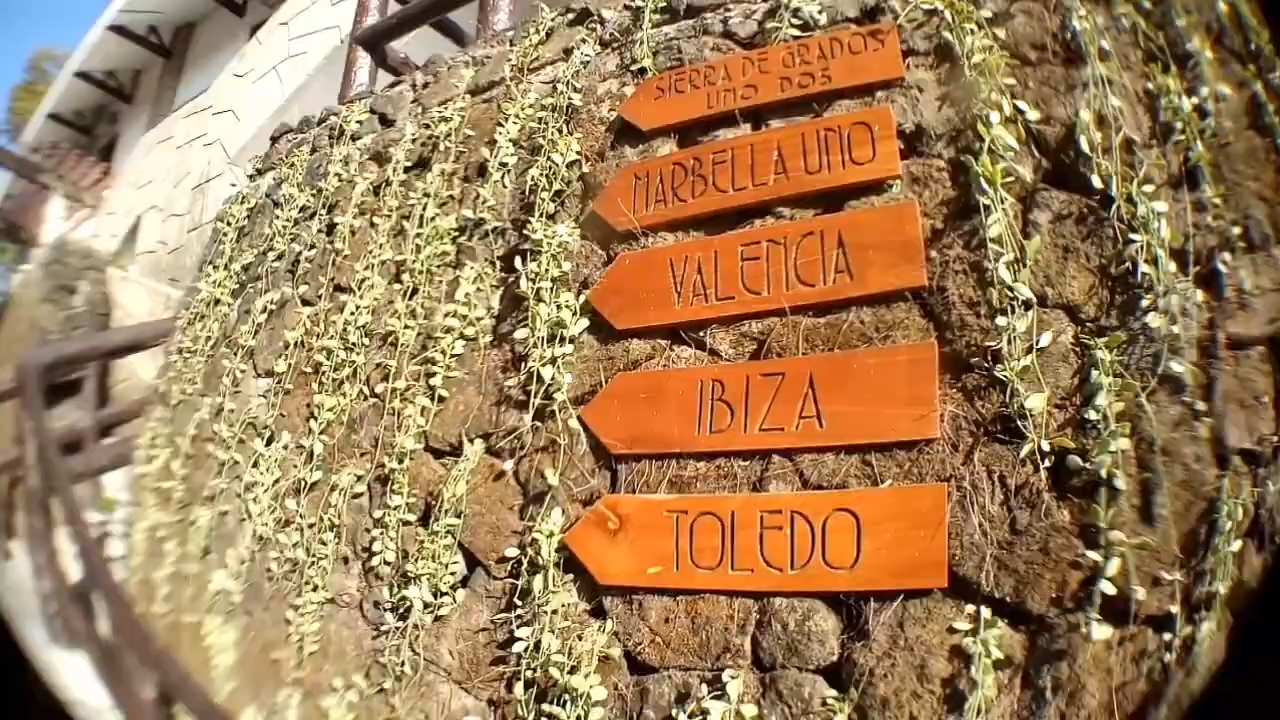 SIERRA DE GRADOS
UNO DOS
MARBELLA UNO
VALENCIA
IBIZA
TOLEDO